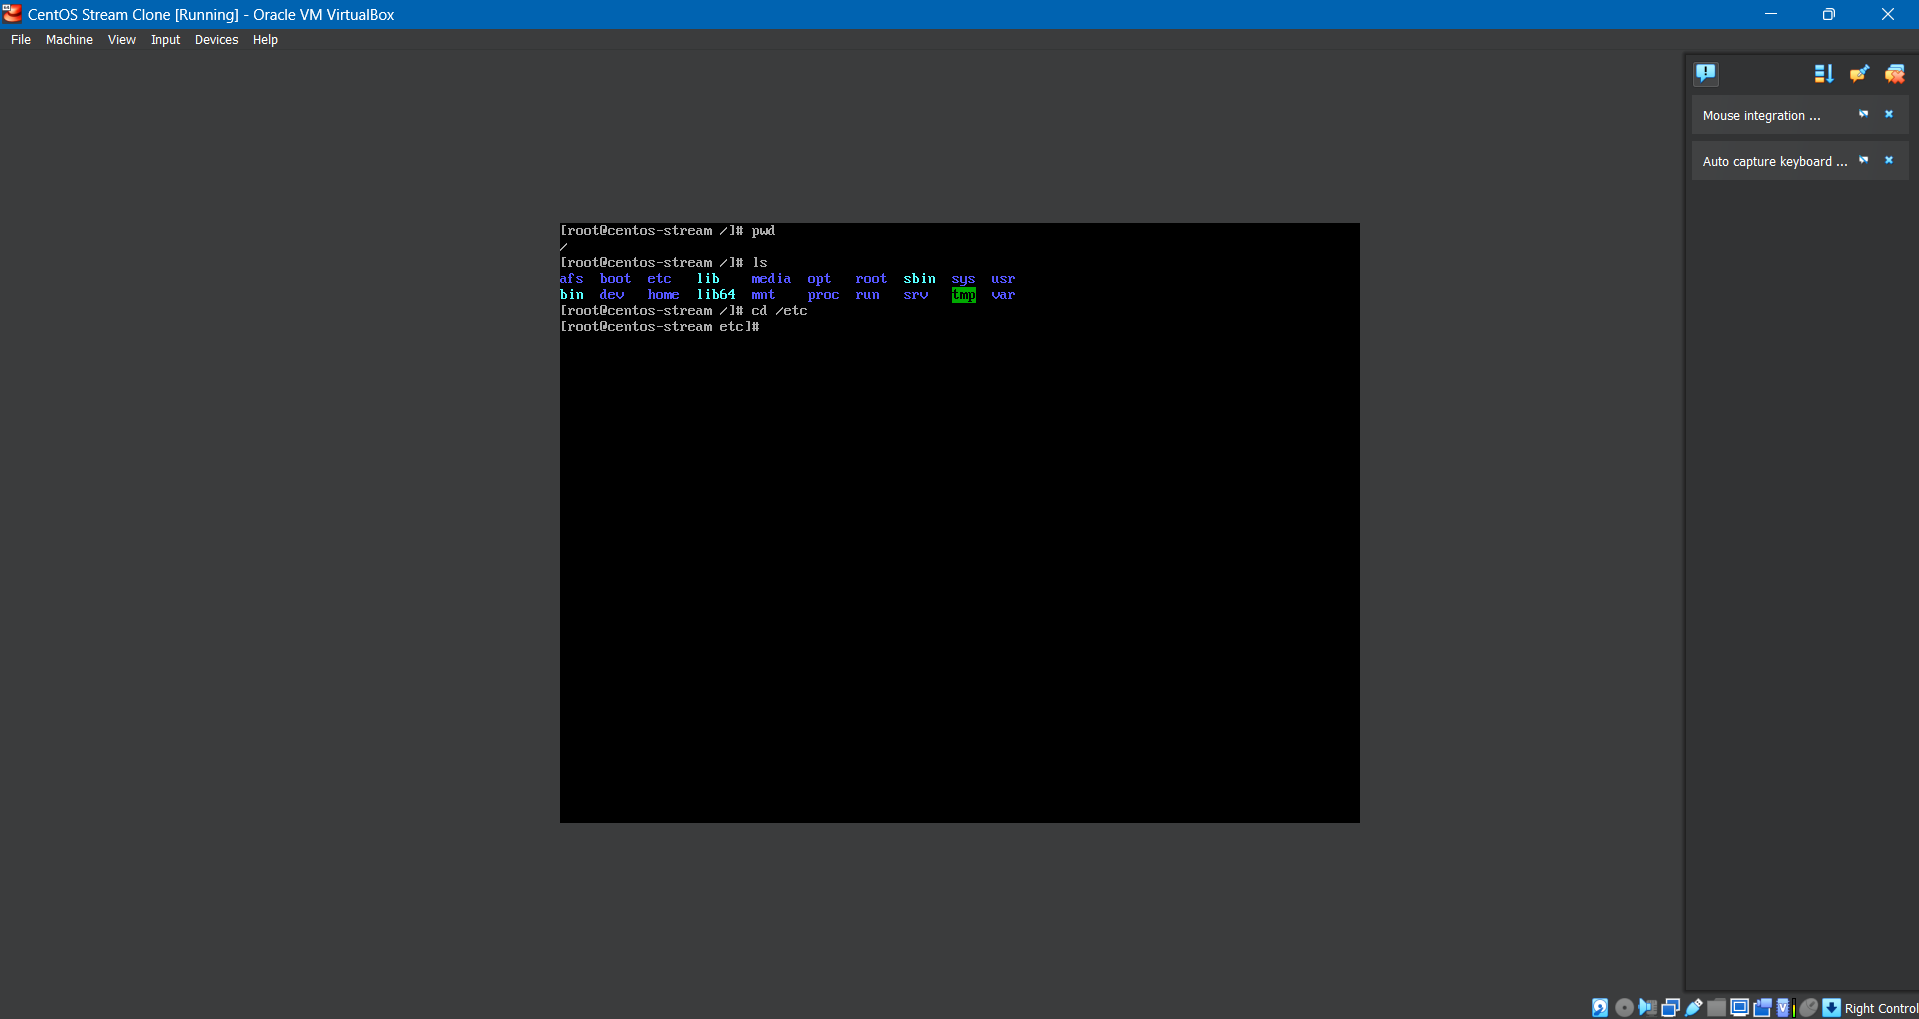 CentOS Stream Clone [Running] - Oracle VM VirtualBox
File Machine View Input Devices Help
Mouse integration ...
Auto capture keyboard ...
[root@centos-stream /]# pwd
/
[root@centos-stream /]# ls
afs boot etc lib media opt root sbin sys usr
bin dev home lib64 mnt proc run srv tmp var
[root@centos-stream /]# cd /etc
[root@centos-stream etc]#
Right Control